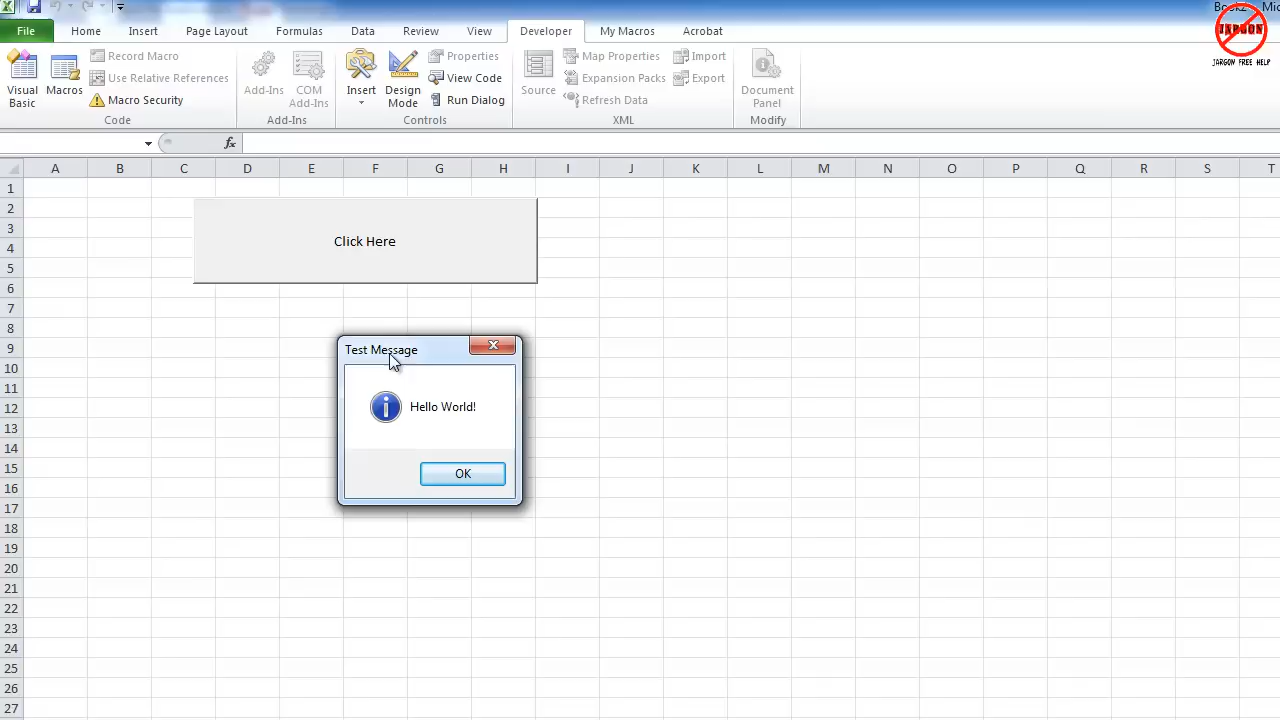 Book2 - Mic
File Home Insert Page Layout Formulas Data Review View Developer My Macros Acrobat
JARGON
JARGON FREE HELP
Visual Basic
Macros
Record Macro
Use Relative References
Macro Security
Code
Add-Ins
COM Add-Ins
Add-Ins
Insert
Design Mode
Properties
View Code
Run Dialog
Controls
Source
Map Properties
Expansion Packs
Refresh Data
Import
Export
XML
Document Panel
Modify
fx
A B C D E F G H I J K L M N O P Q R S T
1
2
3
4
5
6
7
8
9
10
11
12
13
14
15
16
17
18
19
20
21
22
23
24
25
26
27
Click Here
Test Message
Hello World!
OK